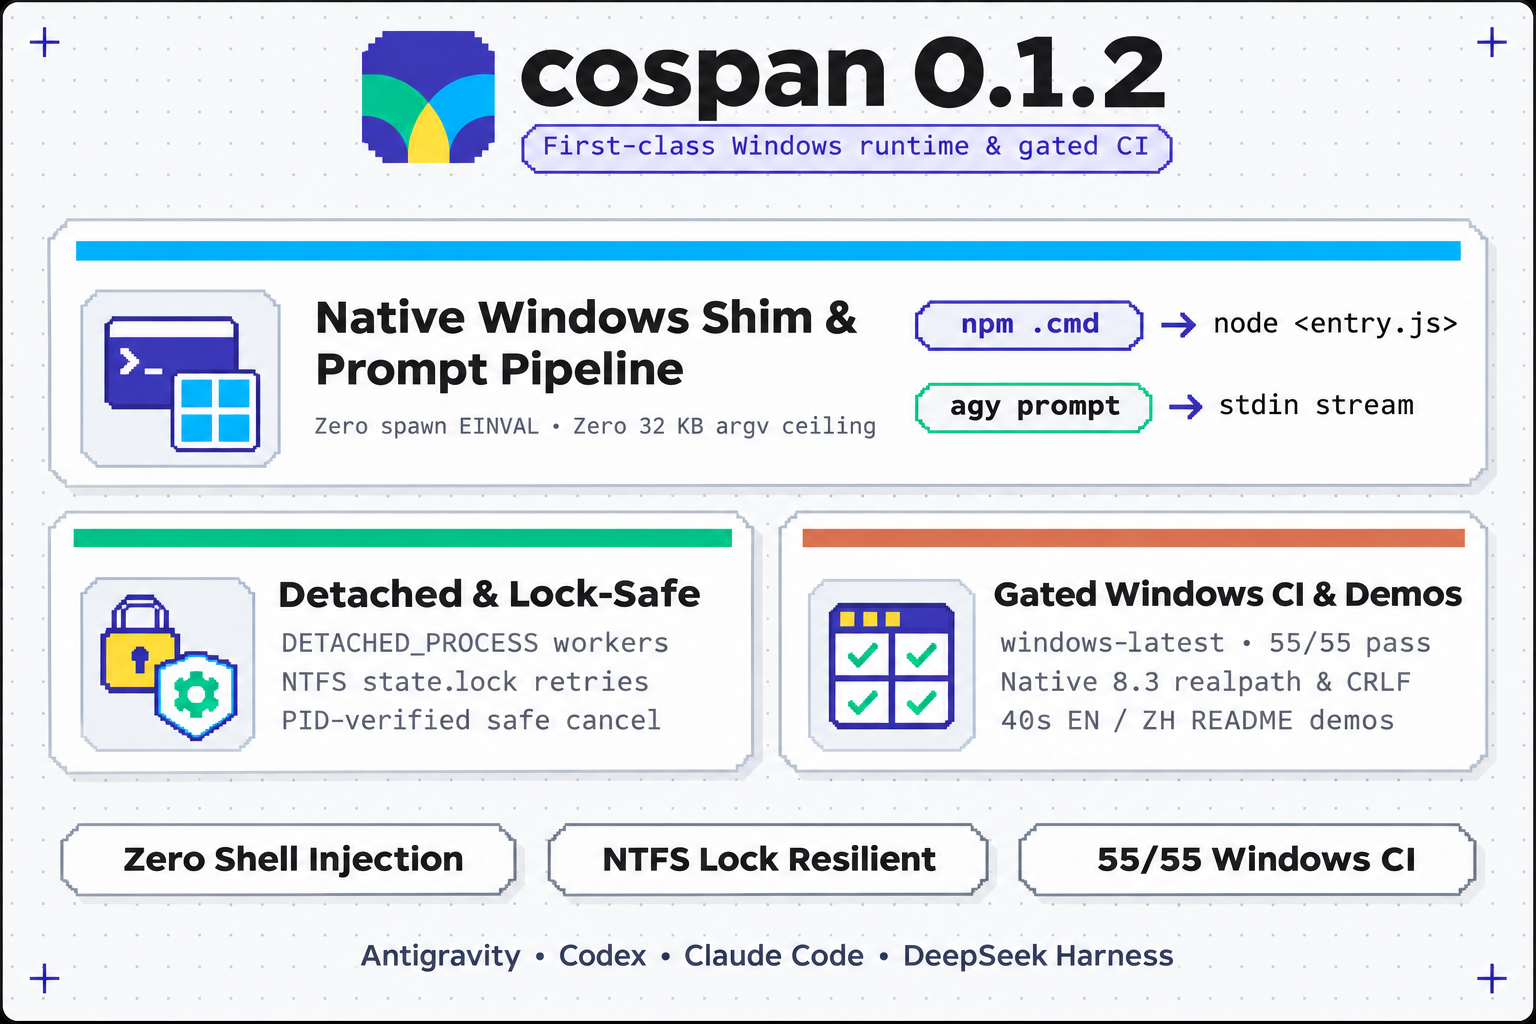 cospan 0.1.2
First-class Windows runtime & gated CI
Native Windows Shim &
Prompt Pipeline
Zero spawn EINVAL • Zero 32 KB argv ceiling
npm .cmd → node <entry.js>
agy prompt → stdin stream
Detached & Lock-Safe
DETACHED_PROCESS workers
NTFS state.lock retries
PID-verified safe cancel
Gated Windows CI & Demos
windows-latest • 55/55 pass
Native 8.3 realpath & CRLF
40s EN / ZH README demos
Zero Shell Injection
NTFS Lock Resilient
55/55 Windows CI
Antigravity • Codex • Claude Code • DeepSeek Harness